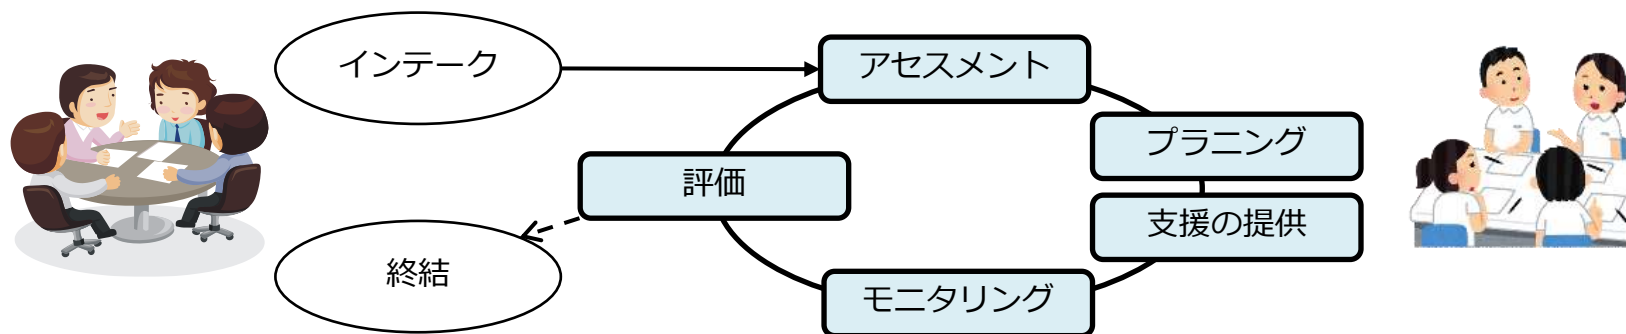 インテーク
アセスメント
プラニング
評価
支援の提供
終結
モニタリング